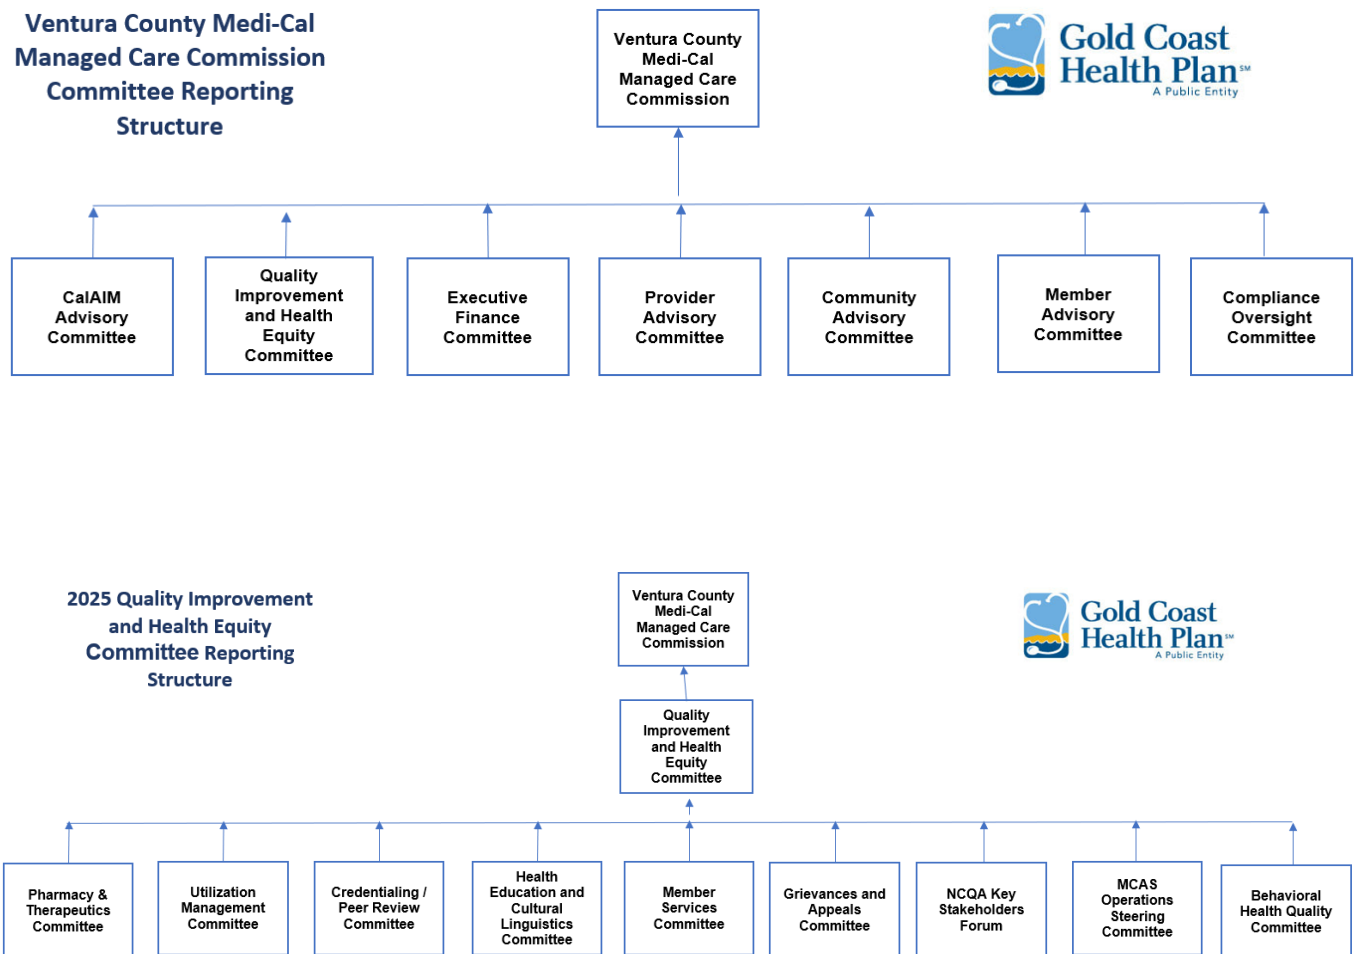 Ventura County Medi-Cal
Managed Care Commission
Committee Reporting
Structure
Ventura County
Medi-Cal
Managed Care
Commission
Gold Coast
Health Plan℠
A Public Entity
CalAIM
Advisory
Committee
Quality
Improvement
and Health
Equity
Committee
Executive
Finance
Committee
Provider
Advisory
Committee
Community
Advisory
Committee
Member
Advisory
Committee
Compliance
Oversight
Committee
2025 Quality Improvement
and Health Equity
Committee Reporting
Structure
Ventura County
Medi-Cal
Managed Care
Commission
Gold Coast
Health Plan℠
A Public Entity
Quality
Improvement
and Health
Equity
Committee
Pharmacy &
Therapeutics
Committee
Utilization
Management
Committee
Credentialing /
Peer Review
Committee
Health
Education and
Cultural
Linguistics
Committee
Member
Services
Committee
Grievances and
Appeals
Committee
NCQA Key
Stakeholders
Forum
MCAS
Operations
Steering
Committee
Behavioral
Health Quality
Committee